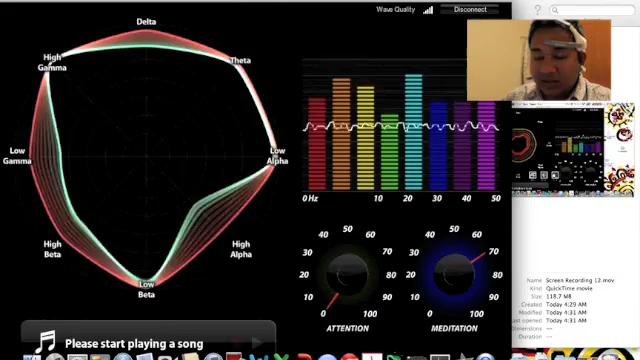 Wave Quality
Disconnect
Delta
Theta
Low
Alpha
High
Alpha
Low
Beta
High
Beta
Low
Gamma
High
Gamma
0 Hz 10 20 30 40 50
0 10 20 30 40 50 60 70 80 90 100
ATTENTION
0 10 20 30 40 50 60 70 80 90 100
MEDITATION
Please start playing a song
?
Name Screen Recording 12.mov
Kind QuickTime movie
Size 118.7 MB
Created Today 4:29 AM
Modified Today 4:31 AM
Last opened Today 4:31 AM
Dimensions --
Duration --